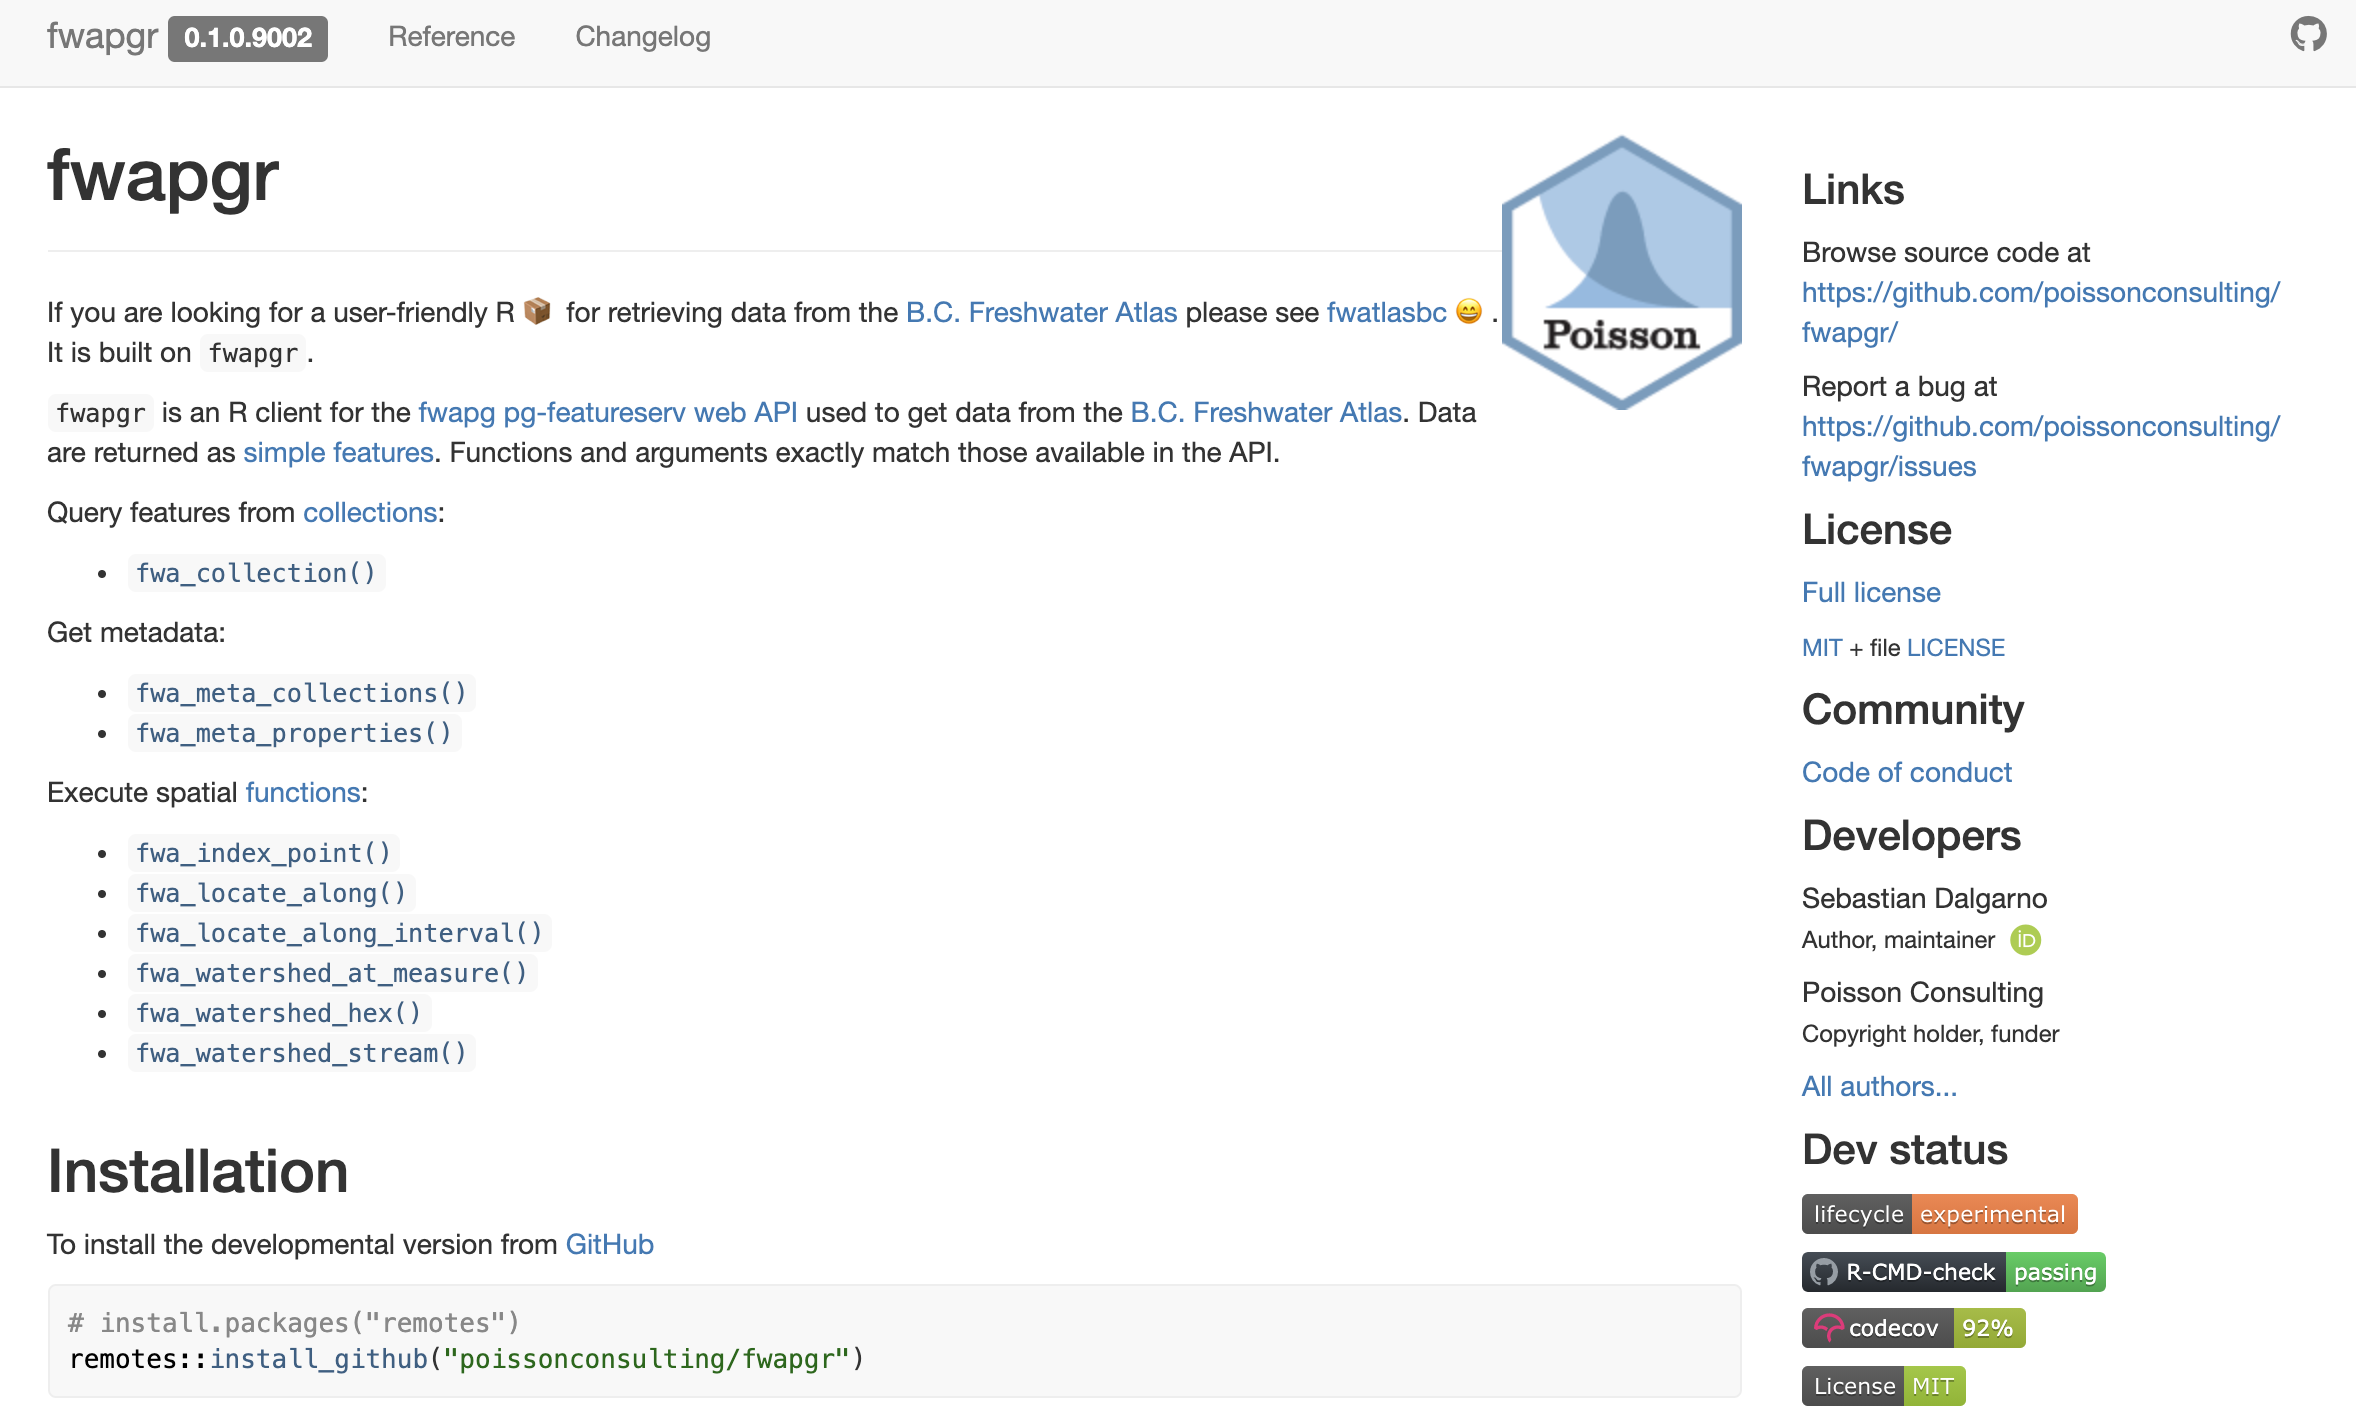 fwapgr 0.1.0.9002 Reference Changelog
fwapgr
If you are looking for a user-friendly R 📦 for retrieving data from the B.C. Freshwater Atlas please see fwatlasbc 😄 .
It is built on fwapgr.
fwapgr is an R client for the fwapg pg-featureserv web API used to get data from the B.C. Freshwater Atlas. Data
are returned as simple features. Functions and arguments exactly match those available in the API.
Query features from collections:
• fwa_collection()
Get metadata:
• fwa_meta_collections()
• fwa_meta_properties()
Execute spatial functions:
• fwa_index_point()
• fwa_locate_along()
• fwa_locate_along_interval()
• fwa_watershed_at_measure()
• fwa_watershed_hex()
• fwa_watershed_stream()
Installation
To install the developmental version from GitHub
# install.packages("remotes")
remotes::install_github("poissonconsulting/fwapgr")
Poisson
Links
Browse source code at
https://github.com/poissonconsulting/
fwapgr/
Report a bug at
https://github.com/poissonconsulting/
fwapgr/issues
License
Full license
MIT + file LICENSE
Community
Code of conduct
Developers
Sebastian Dalgarno
Author, maintainer iD
Poisson Consulting
Copyright holder, funder
All authors...
Dev status
lifecycle experimental
R-CMD-check passing
codecov 92%
License MIT